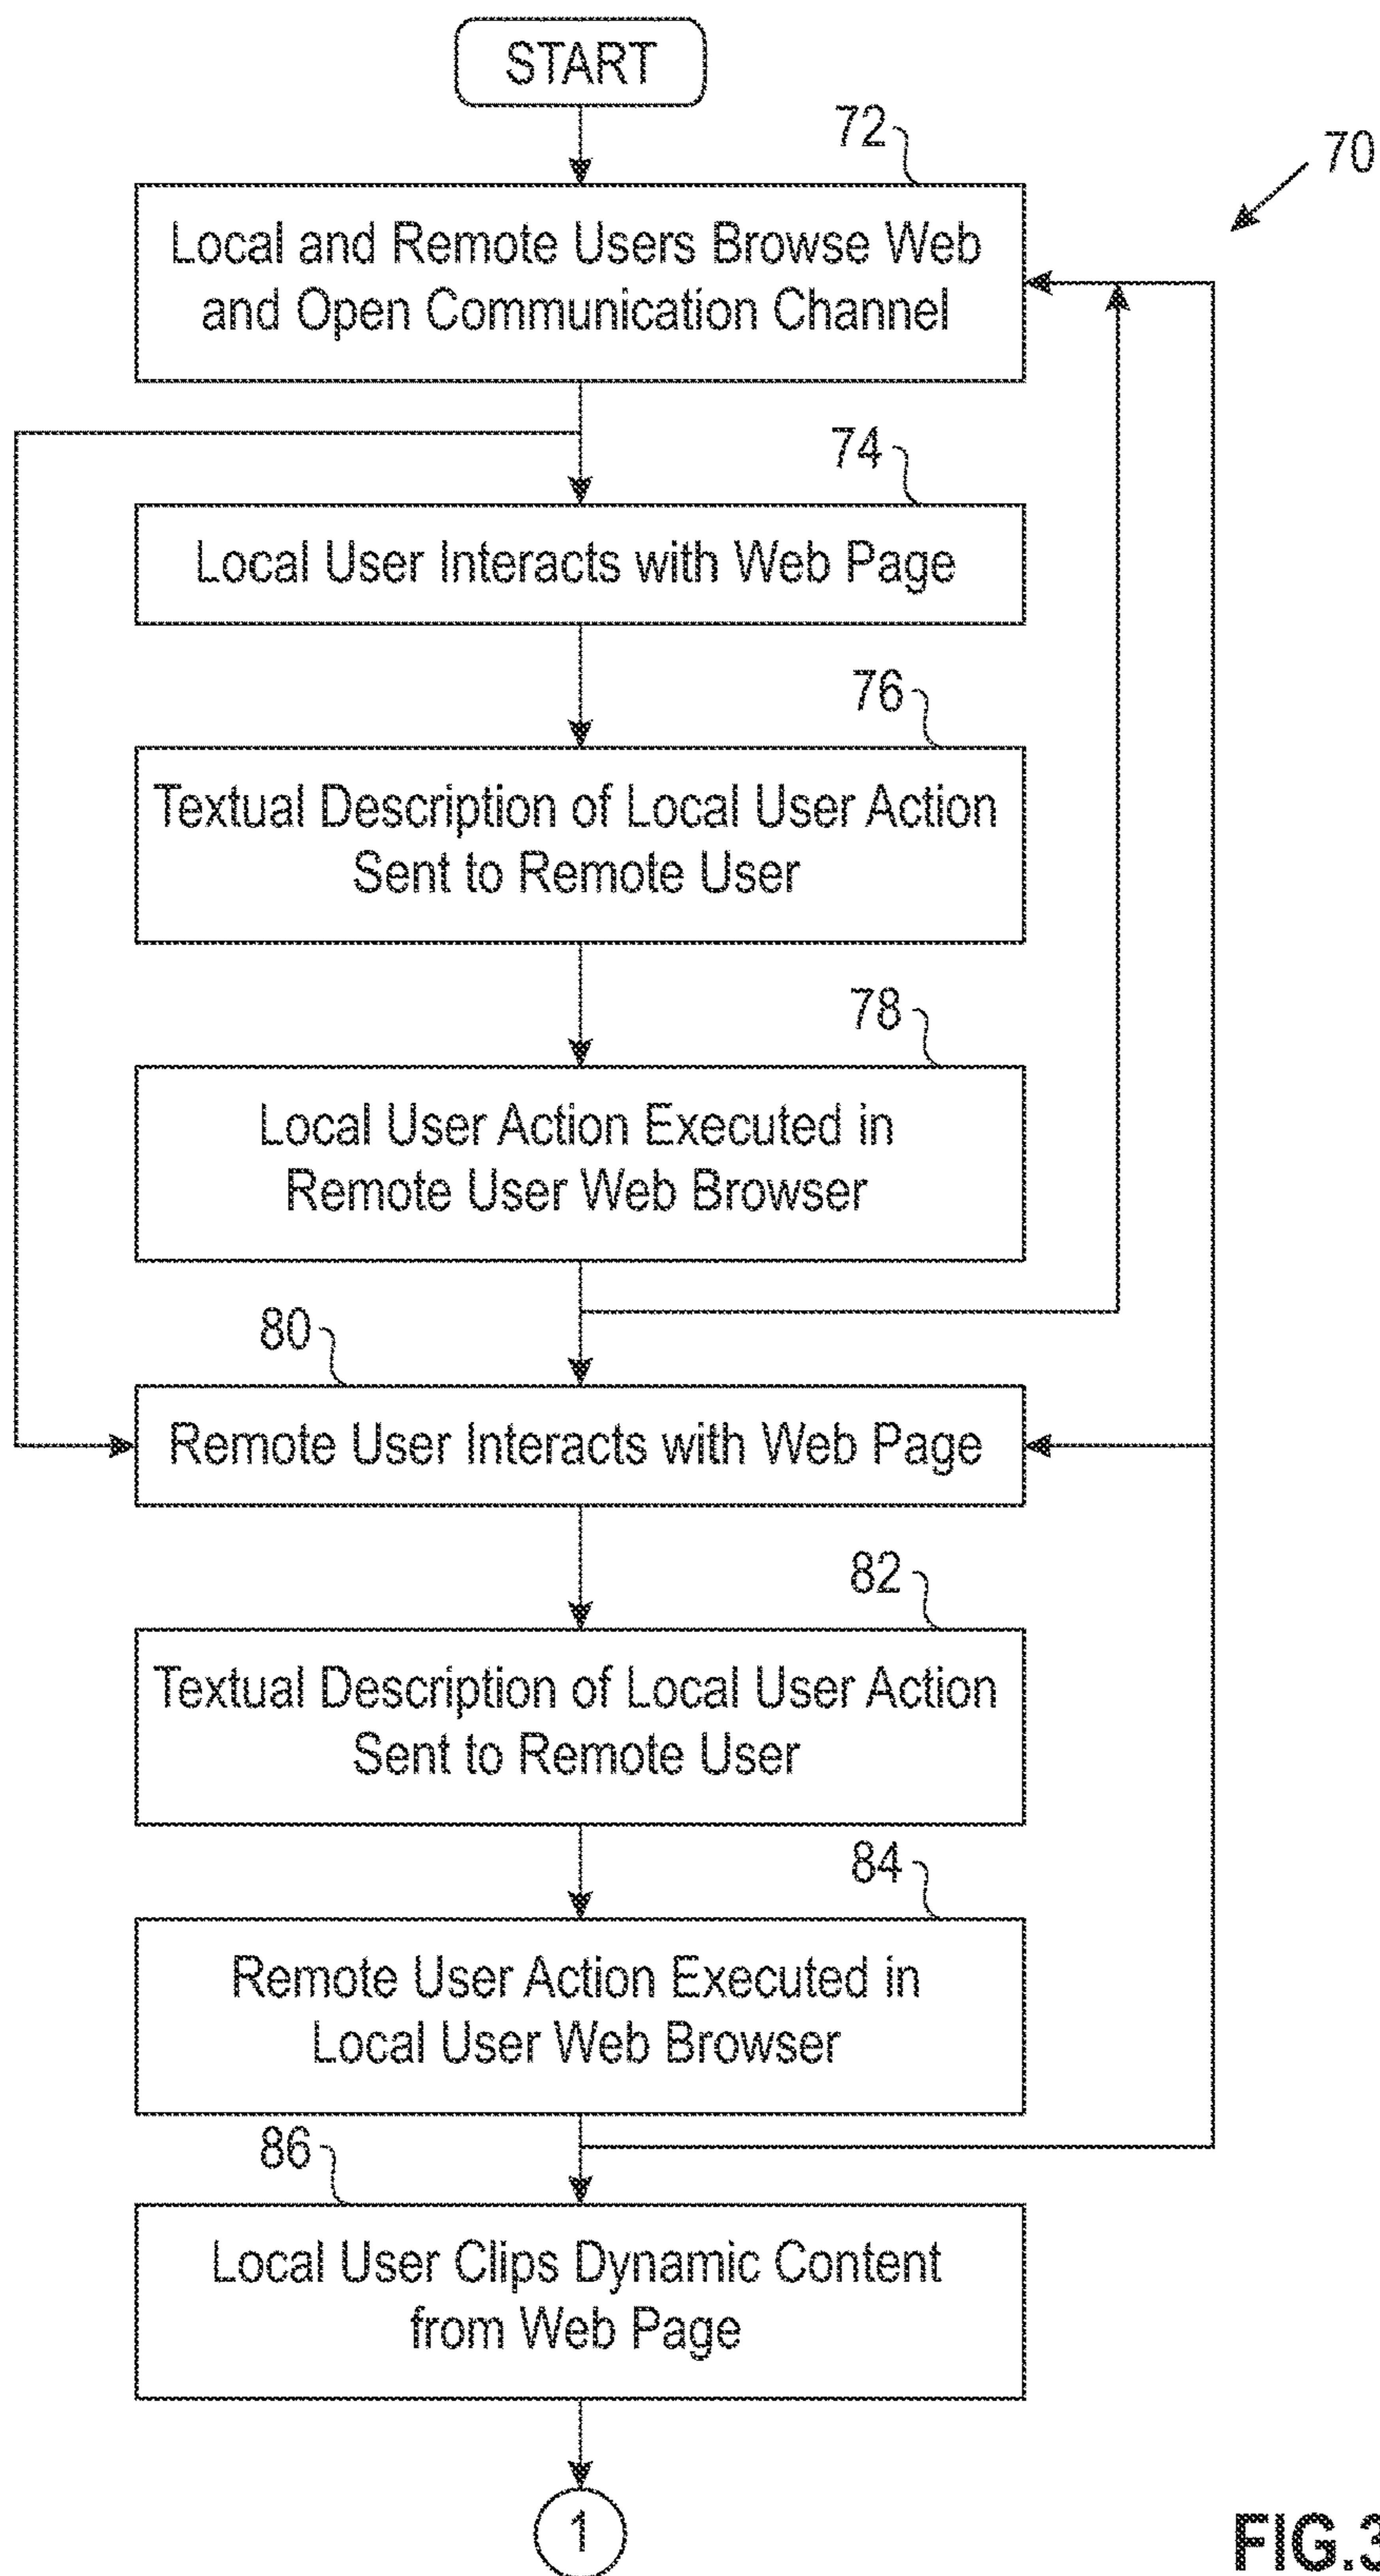 START
72
70
Local and Remote Users Browse Web
and Open Communication Channel
74
Local User Interacts with Web Page
76
Textual Description of Local User Action
Sent to Remote User
78
Local User Action Executed in
Remote User Web Browser
80
Remote User Interacts with Web Page
82
Textual Description of Local User Action
Sent to Remote User
84
Remote User Action Executed in
Local User Web Browser
86
Local User Clips Dynamic Content
from Web Page
1
FIG.3